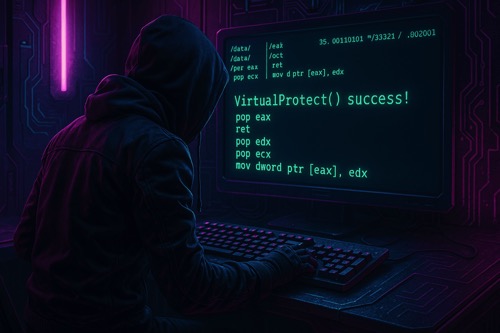 /data/ /eax 35. 00110101 "/33321/ .002001
/data/ /oct
/per eax ret
pop ecx mov d ptr [eax], edx
VirtualProtect() success!
pop eax
ret
pop edx
pop ecx
mov dword ptr [eax], edx